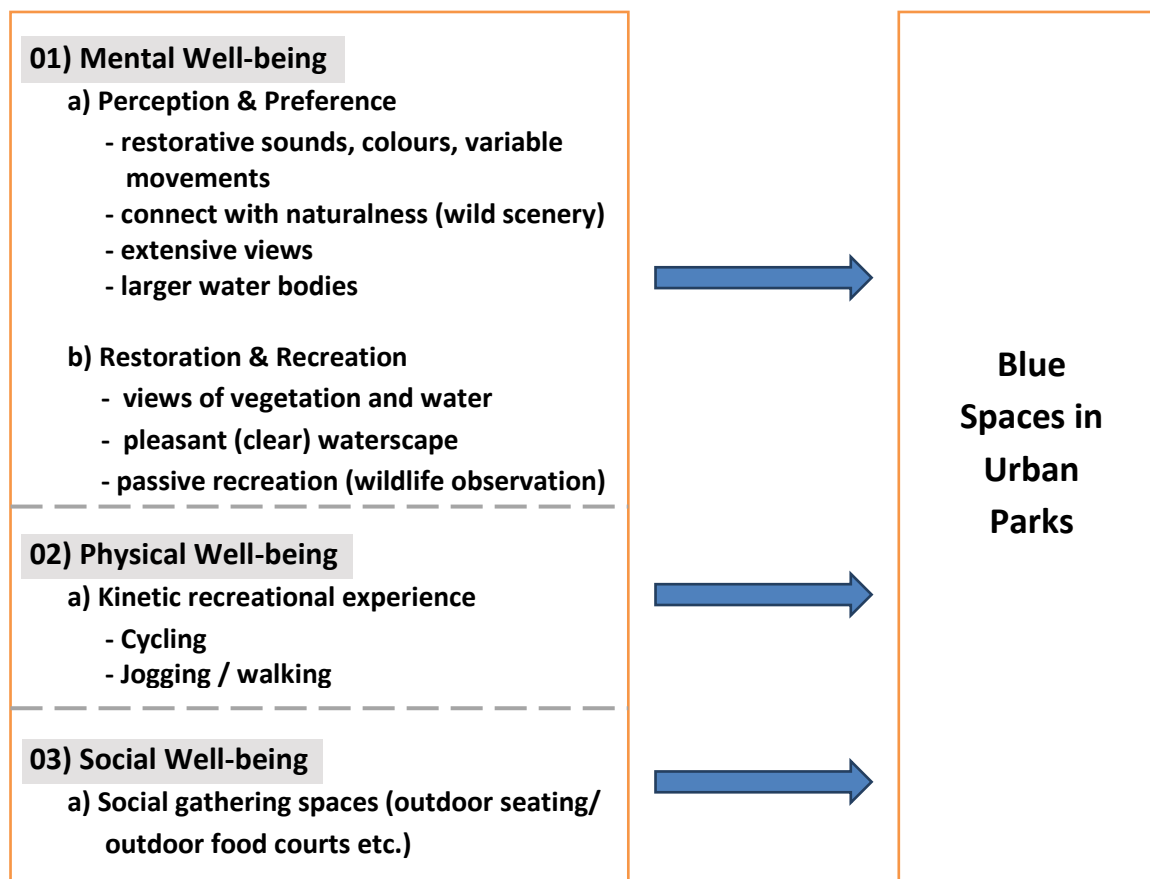 01) Mental Well-being
a) Perception & Preference
- restorative sounds, colours, variable
movements
- connect with naturalness (wild scenery)
- extensive views
- larger water bodies
b) Restoration & Recreation
- views of vegetation and water
- pleasant (clear) waterscape
- passive recreation (wildlife observation)
02) Physical Well-being
a) Kinetic recreational experience
- Cycling
- Jogging / walking
03) Social Well-being
a) Social gathering spaces (outdoor seating/
outdoor food courts etc.)
Blue
Spaces in
Urban
Parks